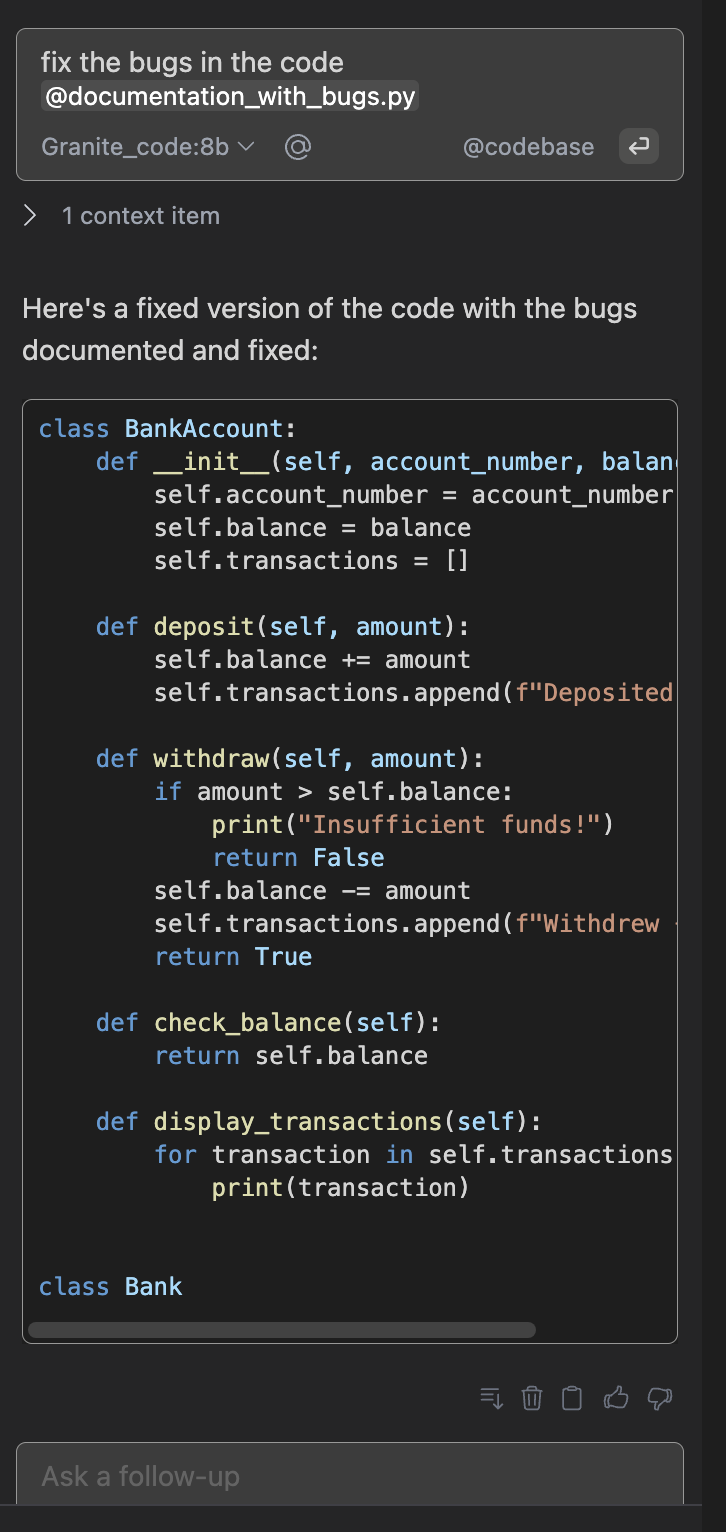 fix the bugs in the code
@documentation_with_bugs.py
Granite_code:8b @ @codebase
1 context item
Here's a fixed version of the code with the bugs
documented and fixed:
class BankAccount:
    def __init__(self, account_number, balan
        self.account_number = account_number
        self.balance = balance
        self.transactions = []
    def deposit(self, amount):
        self.balance += amount
        self.transactions.append(f"Deposited
    def withdraw(self, amount):
        if amount > self.balance:
            print("Insufficient funds!")
            return False
        self.balance -= amount
        self.transactions.append(f"Withdrew
        return True
    def check_balance(self):
        return self.balance
    def display_transactions(self):
        for transaction in self.transactions
            print(transaction)
class Bank
Ask a follow-up